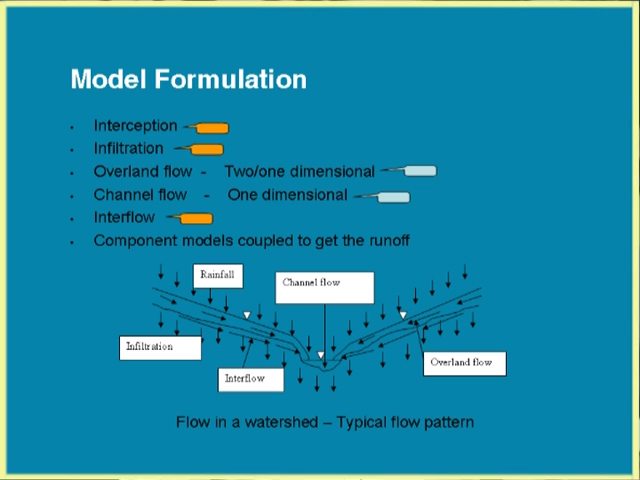 Model Formulation
• Interception
• Infiltration
• Overland flow - Two/one dimensional
• Channel flow - One dimensional
• Interflow
• Component models coupled to get the runoff
Rainfall
Channel flow
Infiltration
Interflow
Overland flow
Flow in a watershed – Typical flow pattern